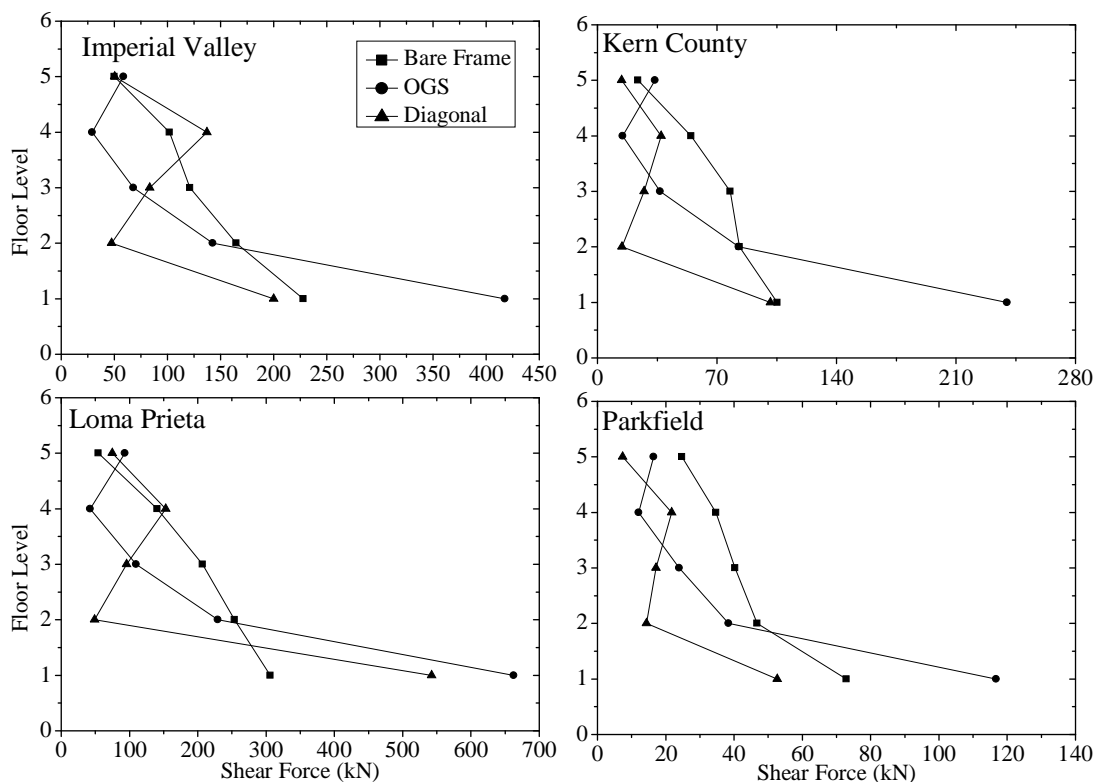 Imperial Valley
Bare Frame
OGS
Diagonal
Floor Level
6
5
4
3
2
1
0
0 50 100 150 200 250 300 350 400 450
Kern County
6
5
4
3
2
1
0
0 70 140 210 280
Loma Prieta
Floor Level
6
5
4
3
2
1
0
0 100 200 300 400 500 600 700
Shear Force (kN)
Parkfield
6
5
4
3
2
1
0
0 20 40 60 80 100 120 140
Shear Force (kN)